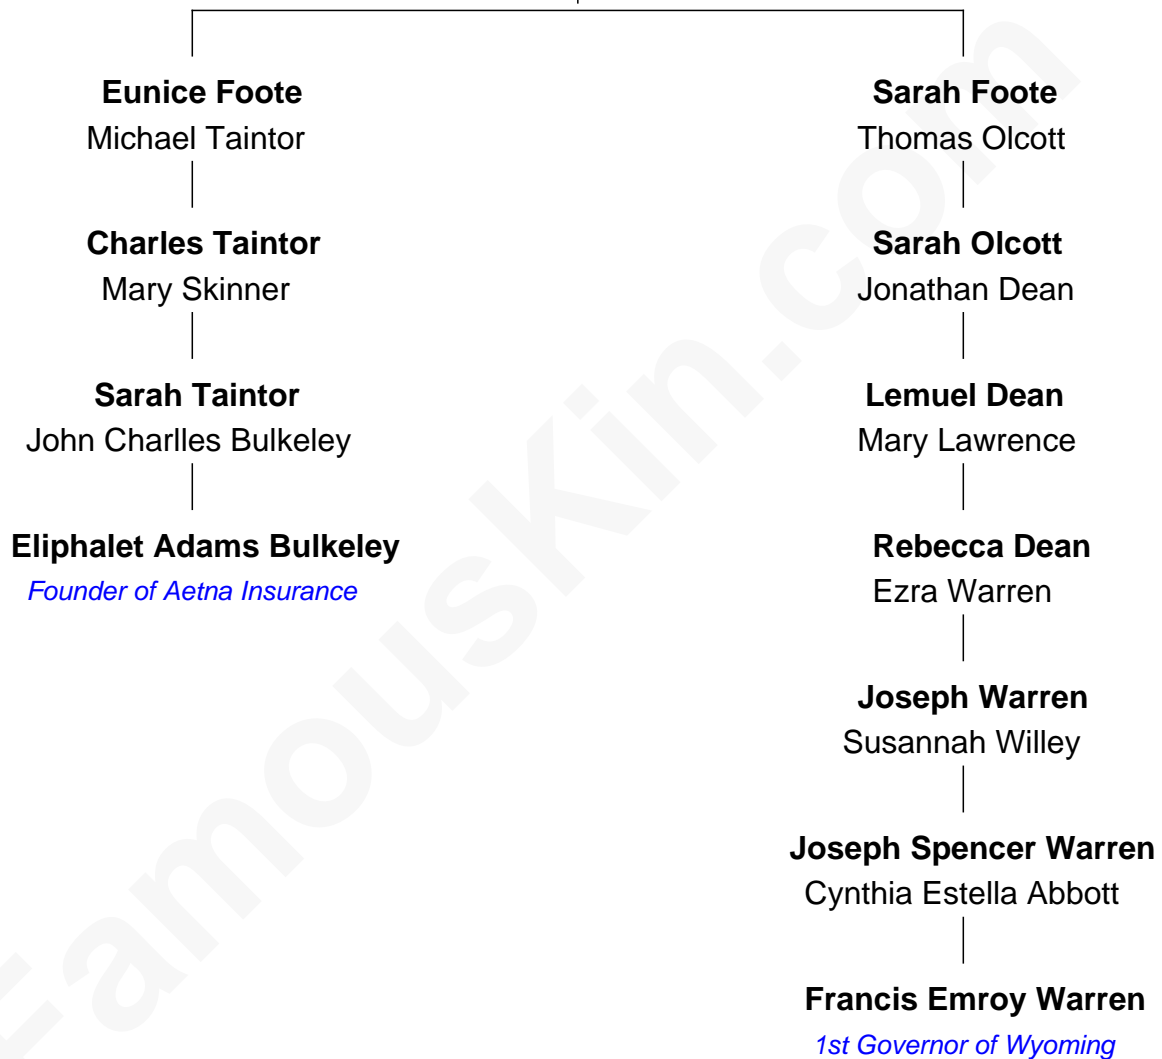 Eunice Foote
Michael Taintor
Charles Taintor
Mary Skinner
Sarah Taintor
John Charlles Bulkeley
Eliphalet Adams Bulkeley
Founder of Aetna Insurance
Sarah Foote
Thomas Olcott
Sarah Olcott
Jonathan Dean
Lemuel Dean
Mary Lawrence
Rebecca Dean
Ezra Warren
Joseph Warren
Susannah Willey
Joseph Spencer Warren
Cynthia Estella Abbott
Francis Emroy Warren
1st Governor of Wyoming
FamousKin.com